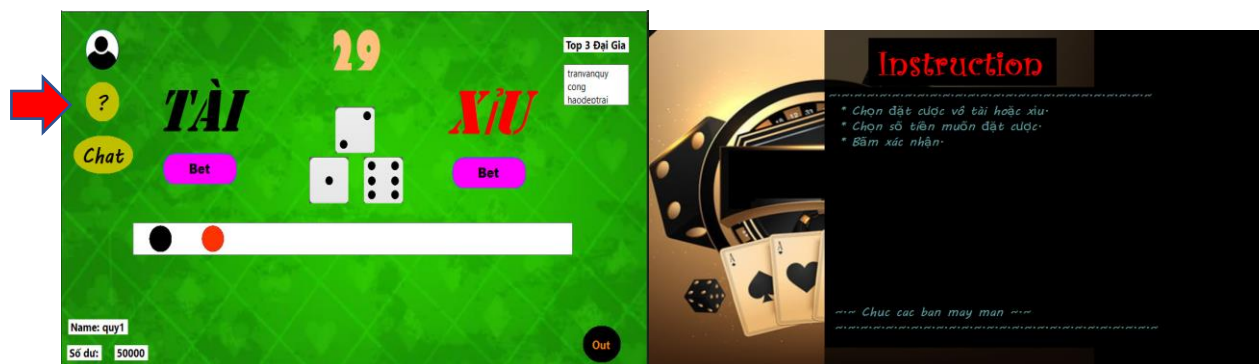 29
Top 3 Đại Gia
tranvanquy
cong
haodeotrai
?
TÀI
XỈU
Chat
Bet
Bet
Name: quy1
Số dư: 50000
Out
Instruction
~~~~~~~~~~~~~~~~~~~~~~~~~~~~~~~~~~~~
* Chọn đặt cược vô tài hoặc xiu.
* Chọn số tiền muốn đặt cược.
* Bấm xác nhận.
A
A
~~ Chuc cac ban may man ~~
~~~~~~~~~~~~~~~~~~~~~~~~~~~~~~~~~~~~